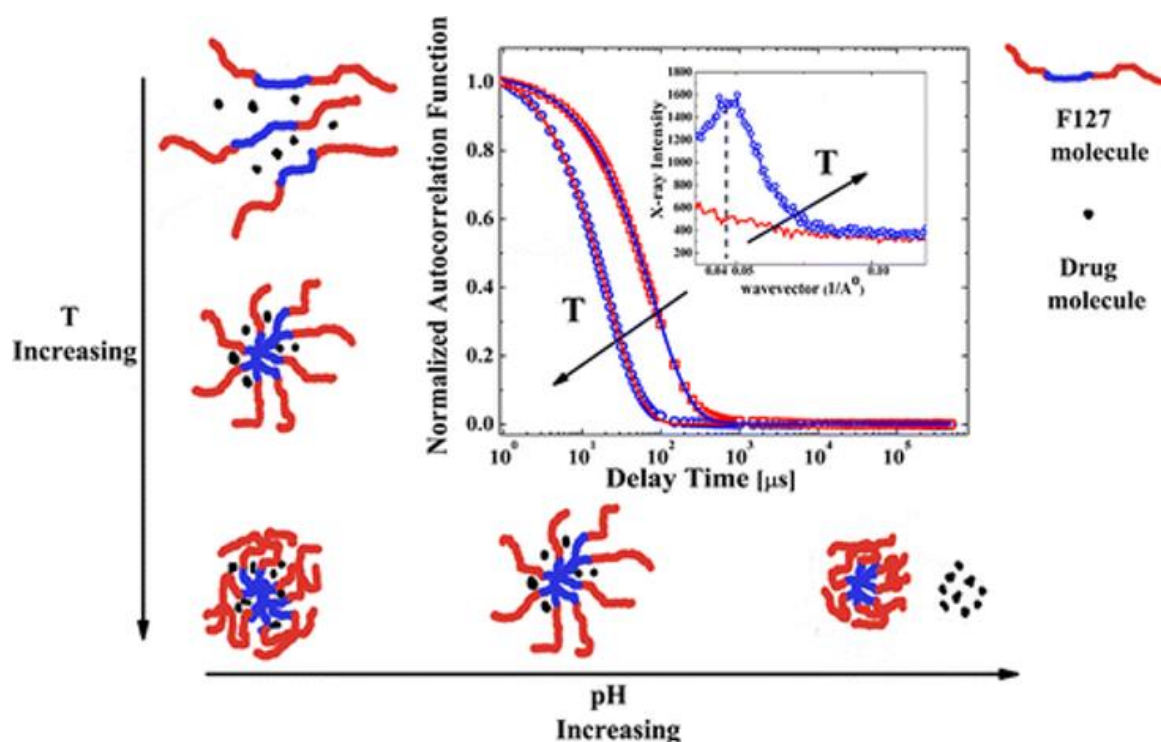 T
Increasing
Normalized Autocorrelation Function
1.0
0.8
0.6
0.4
0.2
0.0
10⁰
10¹
10²
10³
10⁴
10⁵
Delay Time [μs]
T
X-ray Intensity
1800
1600
1400
1200
1000
800
600
400
200
0.04
0.05
wavevector (1/A⁰)
T
F127
molecule
Drug
molecule
pH
Increasing